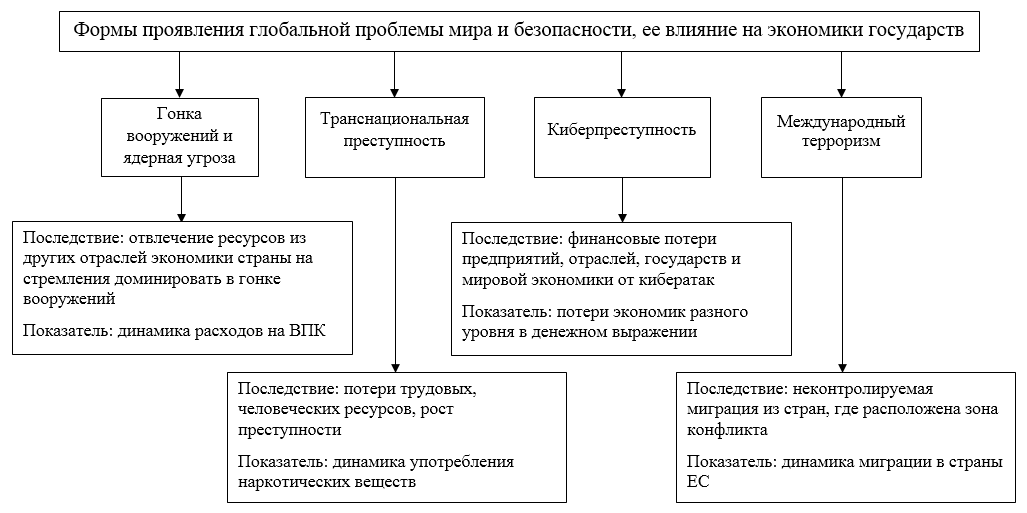 Формы проявления глобальной проблемы мира и безопасности, ее влияние на экономики государств
Гонка
вооружений и
ядерная угроза
Транснациональная
преступность
Киберпреступность
Международный
терроризм
Последствие: отвлечение ресурсов из
других отраслей экономики страны на
стремления доминировать в гонке
вооружений
Показатель: динамика расходов на ВПК
Последствие: финансовые потери
предприятий, отраслей, государств и
мировой экономики от кибератак
Показатель: потери экономик разного
уровня в денежном выражении
Последствие: потери трудовых,
человеческих ресурсов, рост
преступности
Показатель: динамика употребления
наркотических веществ
Последствие: неконтролируемая
миграция из стран, где расположена зона
конфликта
Показатель: динамика миграции в страны
ЕС